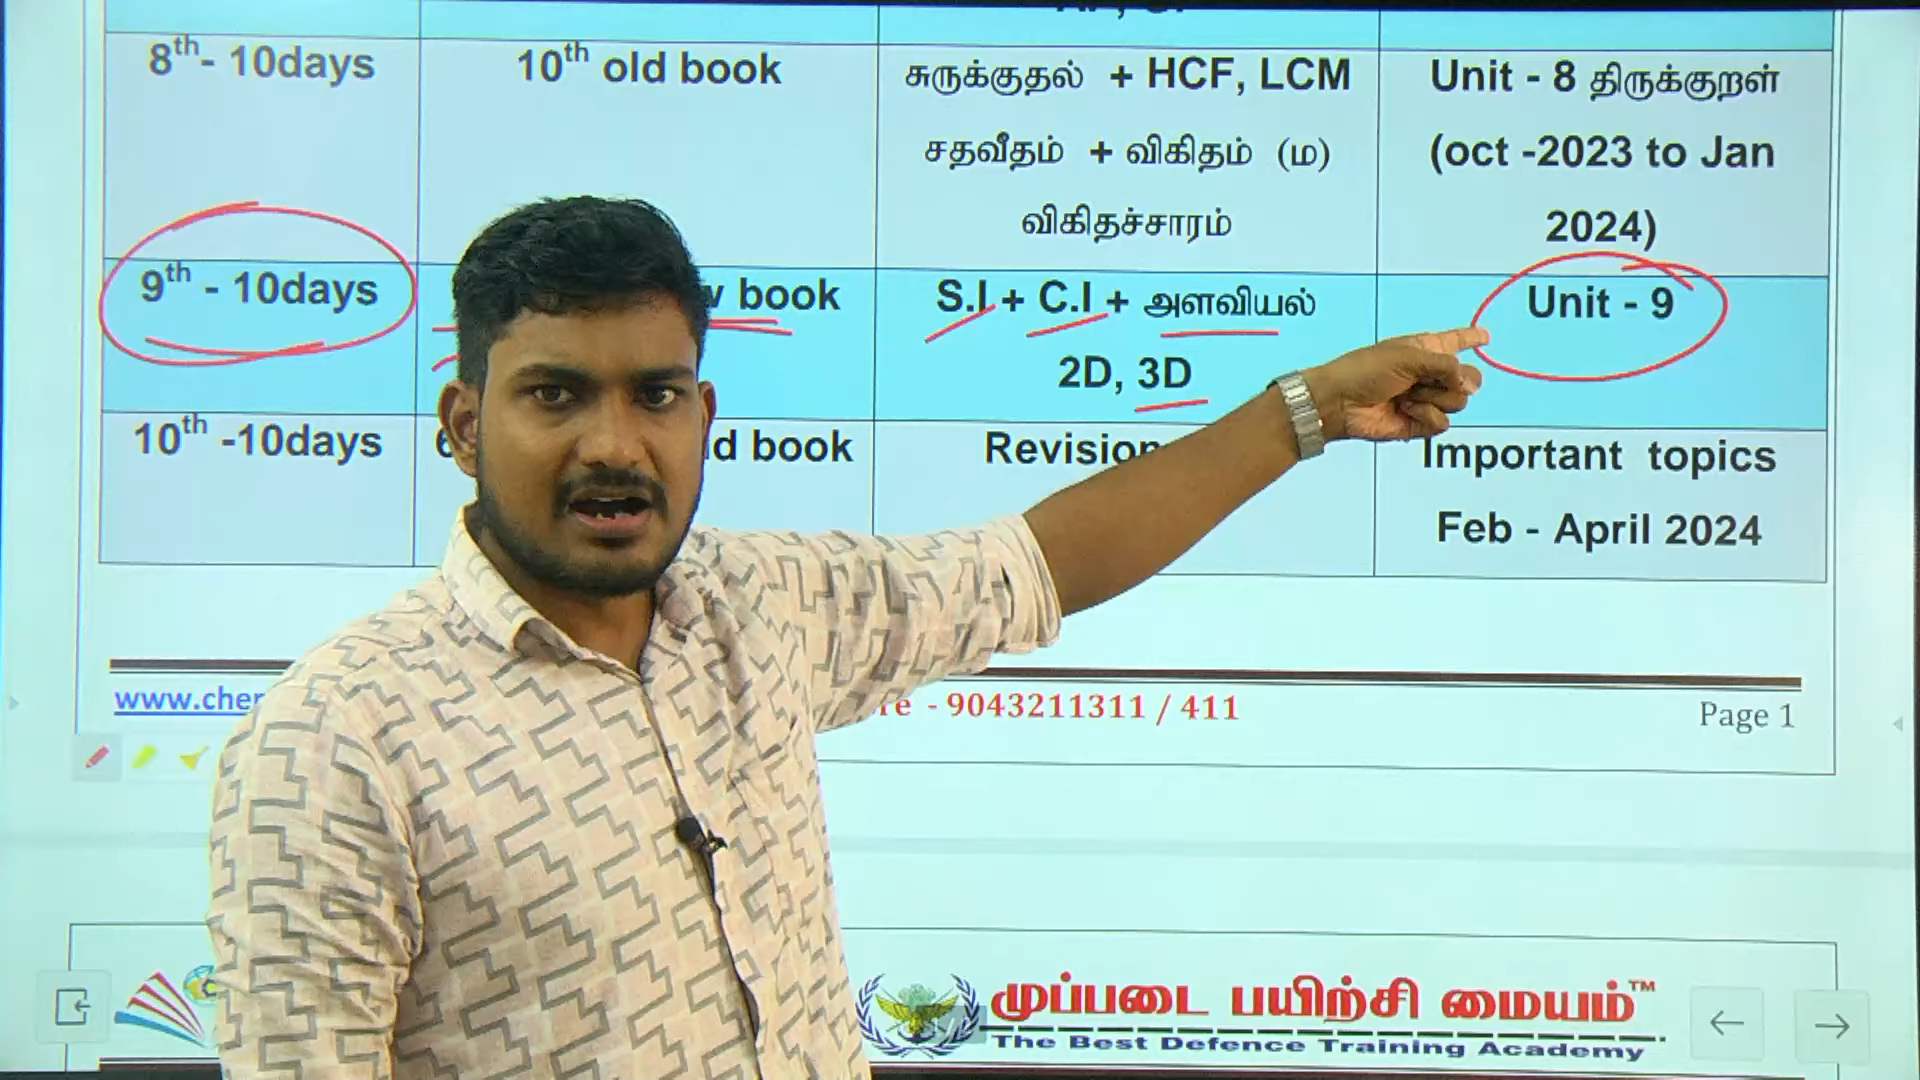 8th - 10days
10th old book
சுருக்குதல் + HCF, LCM
சதவீதம் + விகிதம் (ம)
விகிதச்சாரம்
Unit - 8 திருக்குறள்
(oct -2023 to Jan
2024)
9th - 10days
book
S.I + C.I + அளவியல்
2D, 3D
Unit - 9
10th -10days
book
Revision
Important topics
Feb - April 2024
- 9043211311 / 411
Page 1
முப்படை பயிற்சி மையம்™
The Best Defence Training Academy